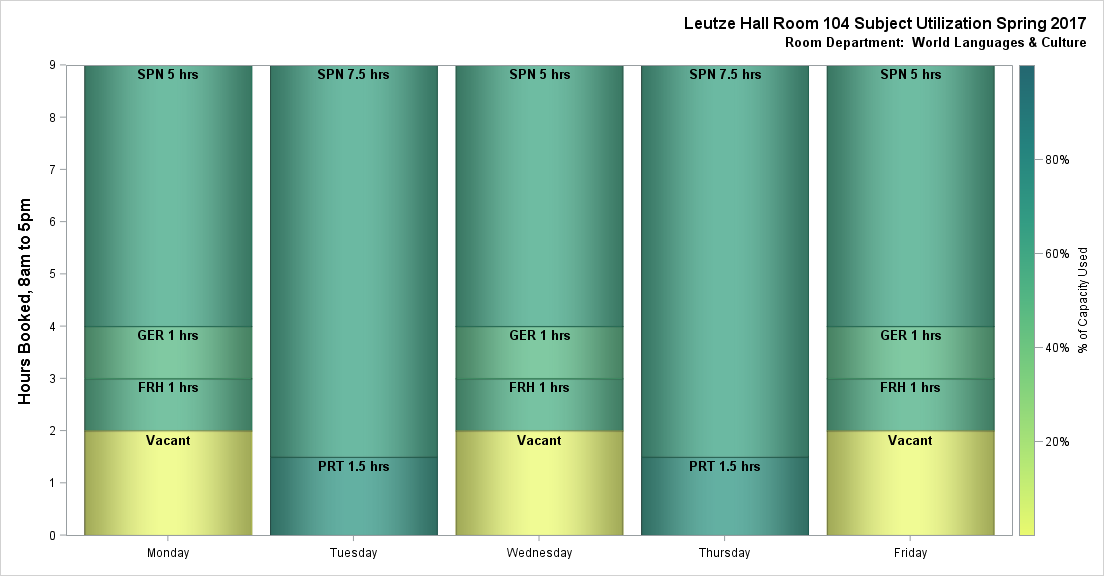 Leutze Hall Room 104 Subject Utilization Spring 2017
Room Department:  World Languages & Culture
Hours Booked, 8am to 5pm
9
8
7
6
5
4
3
2
1
0
SPN 5 hrs
GER 1 hrs
FRH 1 hrs
Vacant
SPN 7.5 hrs
PRT 1.5 hrs
SPN 5 hrs
GER 1 hrs
FRH 1 hrs
Vacant
SPN 7.5 hrs
PRT 1.5 hrs
SPN 5 hrs
GER 1 hrs
FRH 1 hrs
Vacant
Monday
Tuesday
Wednesday
Thursday
Friday
80%
60%
40%
20%
% of Capacity Used